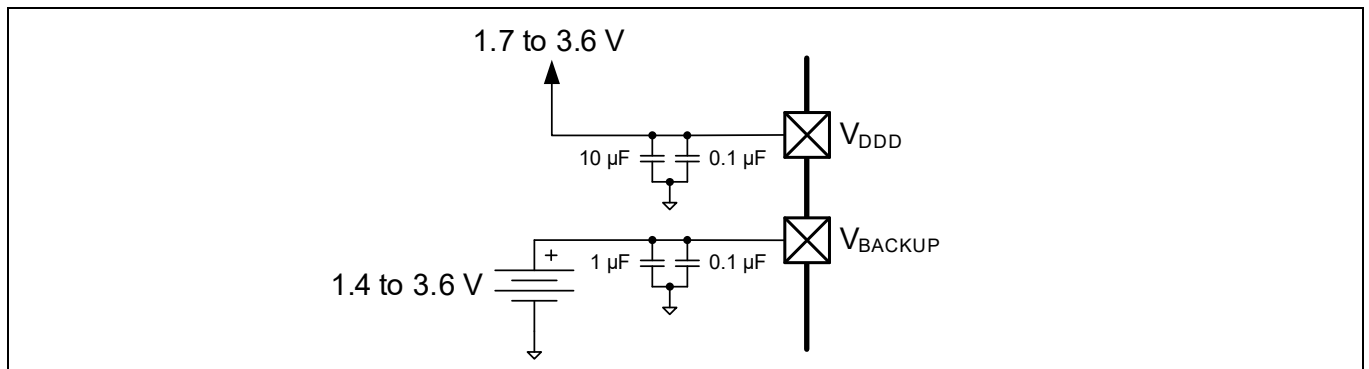 1.7 to 3.6 V
10 µF 0.1 µF VDDD
+
1 µF 0.1 µF VBACKUP
1.4 to 3.6 V